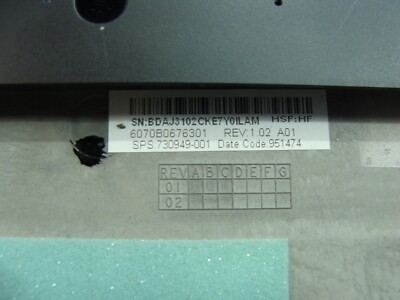 SN:BDAJ3102CKE7Y0ILAM HSF:HF
6070B0676301 REV:1.02 A01
SPS 730949-001 Date Code:951474
REV A B C D E F G
01
02